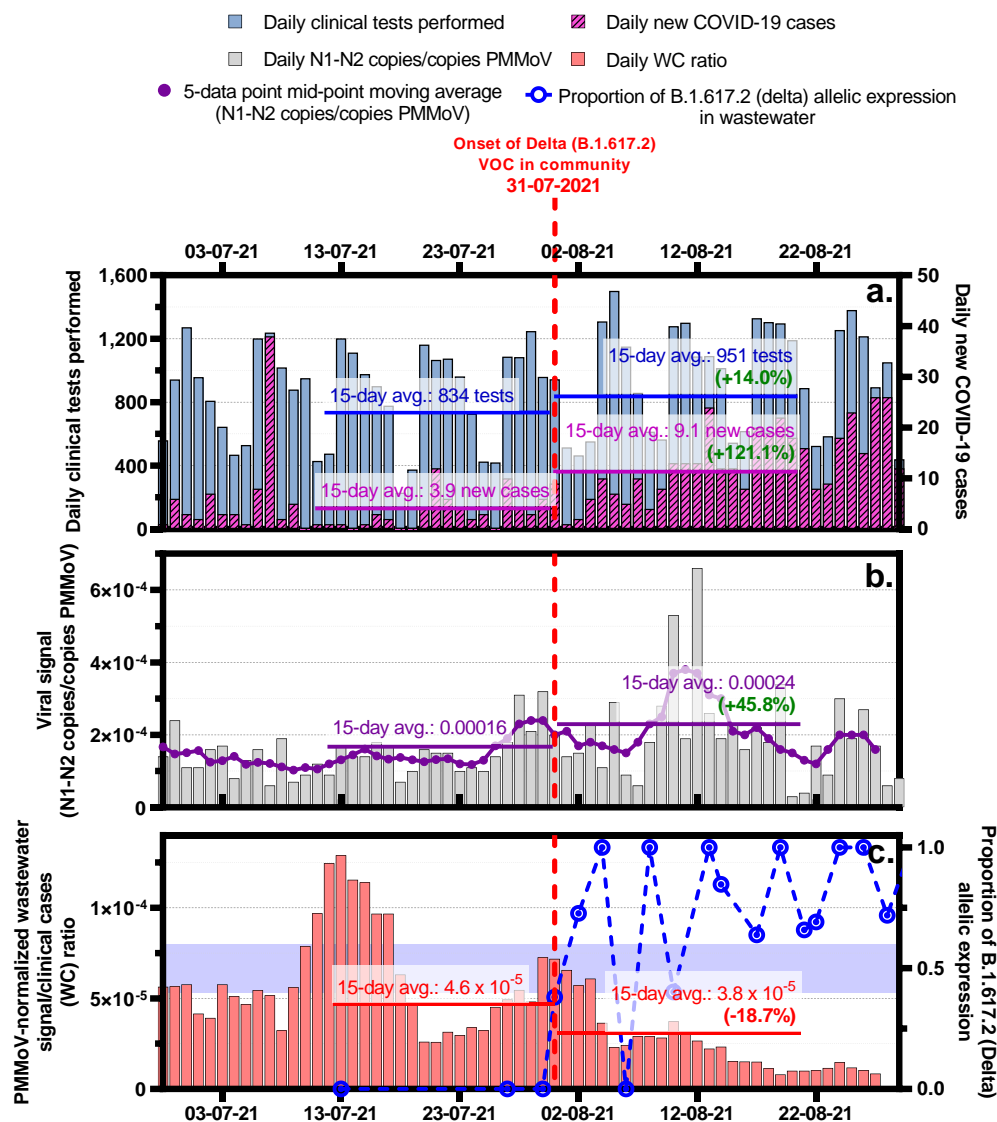 Daily clinical tests performed
Daily new COVID-19 cases
Daily N1-N2 copies/copies PMMoV
Daily WC ratio
5-data point mid-point moving average
(N1-N2 copies/copies PMMoV)
Proportion of B.1.617.2 (delta) allelic expression
in wastewater
Onset of Delta (B.1.617.2)
VOC in community
31-07-2021
03-07-21 13-07-21 23-07-21 02-08-21 12-08-21 22-08-21
a.
Daily clinical tests performed
1,600
1,200
800
400
0
50
40
30
20
10
0
Daily new COVID-19 cases
15-day avg.: 834 tests
15-day avg.: 3.9 new cases
15-day avg.: 951 tests
(+14.0%)
15-day avg.: 9.1 new cases
(+121.1%)
b.
Viral signal
(N1-N2 copies/copies PMMoV)
6×10⁻⁴
4×10⁻⁴
2×10⁻⁴
0
15-day avg.: 0.00016
15-day avg.: 0.00024
(+45.8%)
c.
PMMoV-normalized wastewater
signal/clinical cases
(WC) ratio
1×10⁻⁴
5×10⁻⁵
0
1.0
0.5
0.0
Proportion of B.1.617.2 (Delta)
allelic expression
15-day avg.: 4.6 x 10⁻⁵
15-day avg.: 3.8 x 10⁻⁵
(-18.7%)
03-07-21 13-07-21 23-07-21 02-08-21 12-08-21 22-08-21